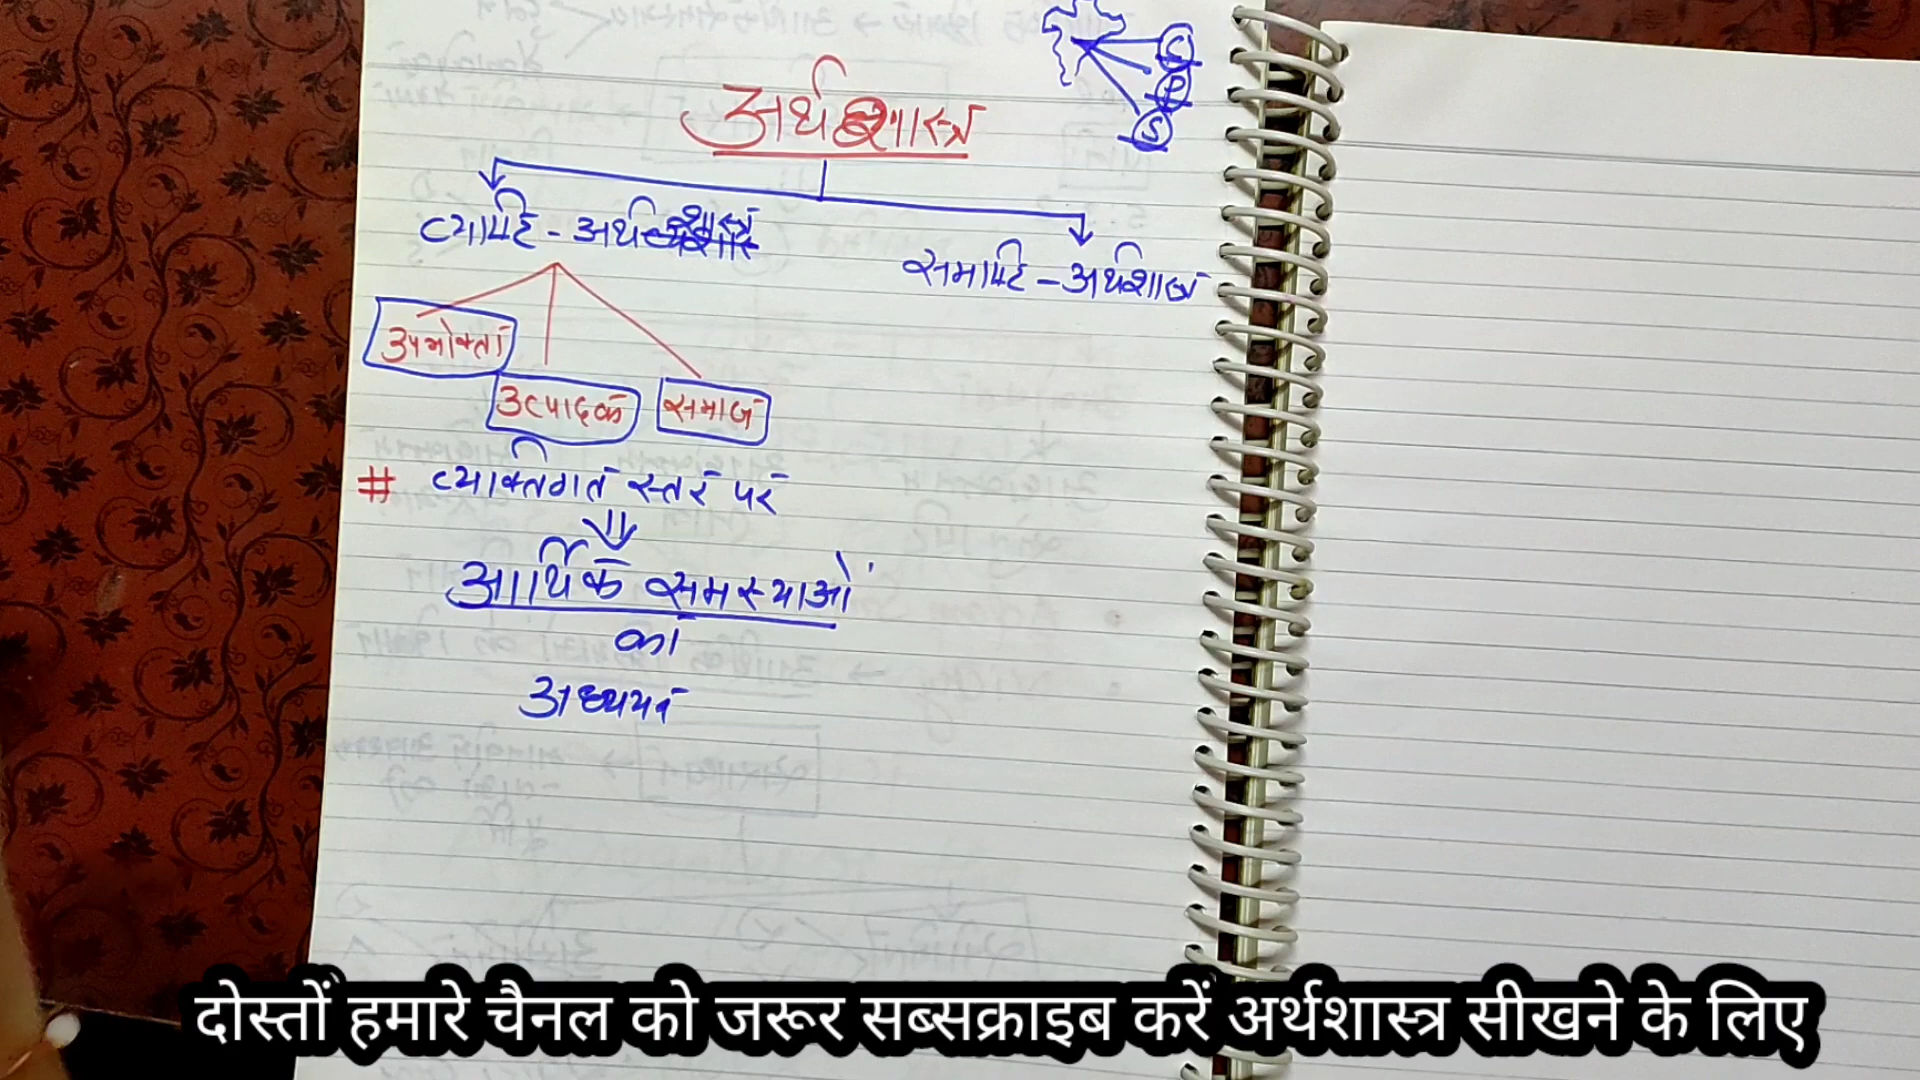 C
P
S
अर्थशास्त्र
व्यष्टि - अर्थशास्त्र
समष्टि - अर्थशास्त्र
उपभोक्ता
उत्पादक
समाज
# व्यक्तिगत स्तर पर
आर्थिक समस्याओं
का
अध्ययन
दोस्तों हमारे चैनल को जरूर सब्सक्राइब करें अर्थशास्त्र सीखने के लिए